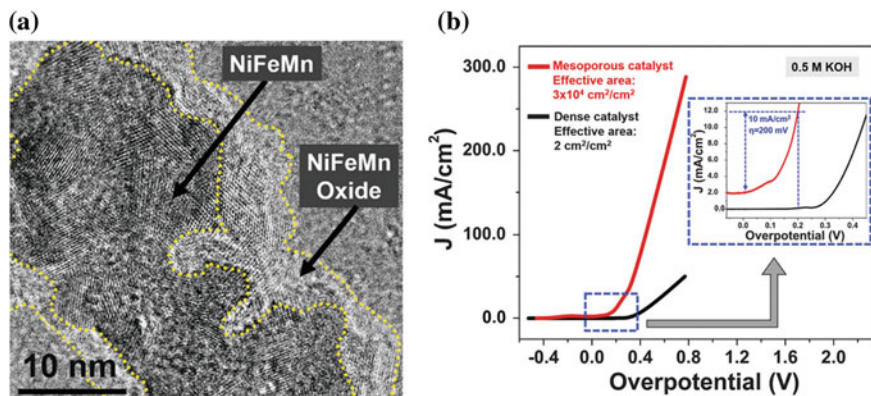 (a)
NiFeMn
NiFeMn
Oxide
10 nm
(b)
300.0
200.0
100.0
0.0
J (mA/cm²)
-0.4
0.0
0.4
0.8
1.2
1.6
2.0
Overpotential (V)
Mesoporous catalyst
Effective area:
3x10⁴ cm²/cm²
Dense catalyst
Effective area:
2 cm²/cm²
0.5 M KOH
12.0
10.0
8.0
6.0
4.0
2.0
0.0
J (mA/cm²)
10 mA/cm²
η=200 mV
0.0
0.1
0.2
0.3
0.4
Overpotential (V)